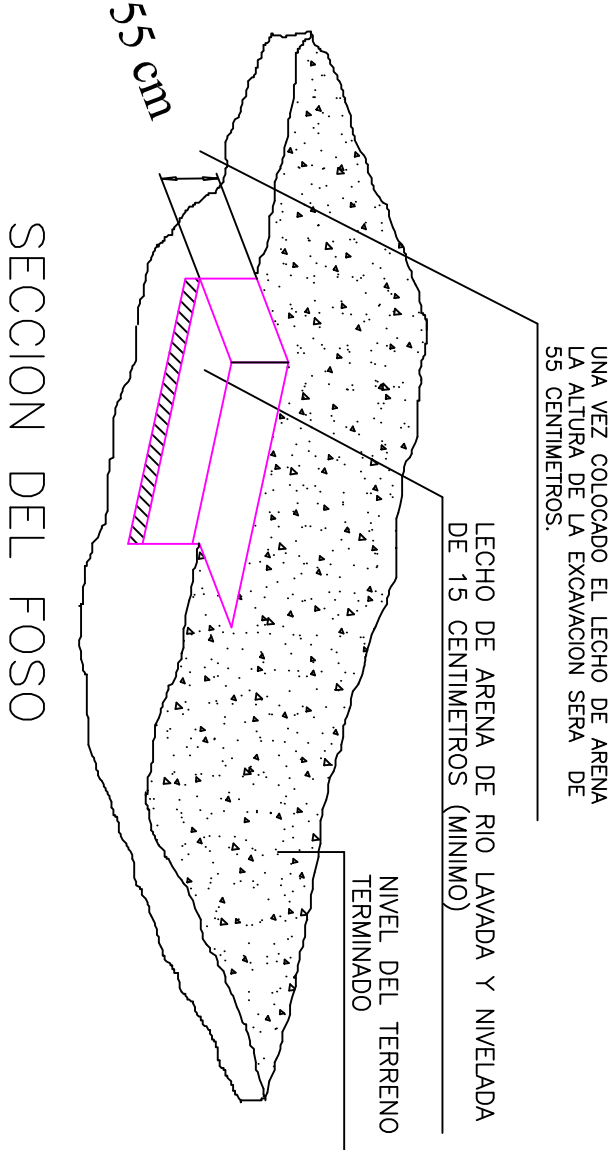 UNA VEZ COLOCADO EL LECHO DE ARENA
LA ALTURA DE LA EXCAVACION SERA DE
55 CENTIMETROS.
LECHO DE ARENA DE RIO LAVADA Y NIVELADA
DE 15 CENTIMETROS (MINIMO)
NIVEL DEL TERRENO
TERMINADO
55 cm
SECCION DEL FOSO